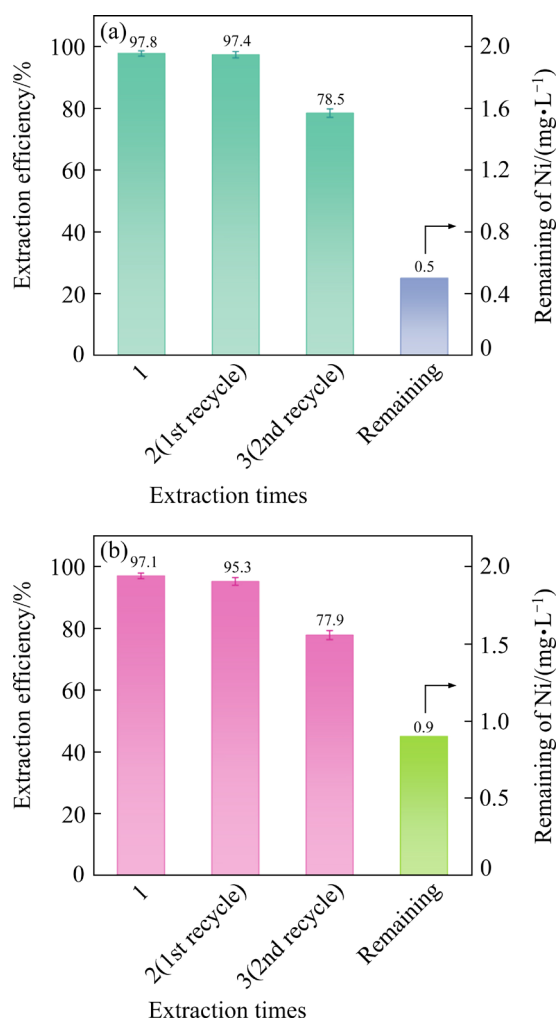 (a)
Extraction efficiency/%
100
80
60
40
20
0
97.8
97.4
78.5
0.5
2.0
1.6
1.2
0.8
0.4
0
Remaining of Ni/(mg•L⁻¹)
1
2(1st recycle)
3(2nd recycle)
Remaining
Extraction times
(b)
Extraction efficiency/%
100
80
60
40
20
0
97.1
95.3
77.9
0.9
2.0
1.5
1.0
0.5
0
Remaining of Ni/(mg•L⁻¹)
1
2(1st recycle)
3(2nd recycle)
Remaining
Extraction times